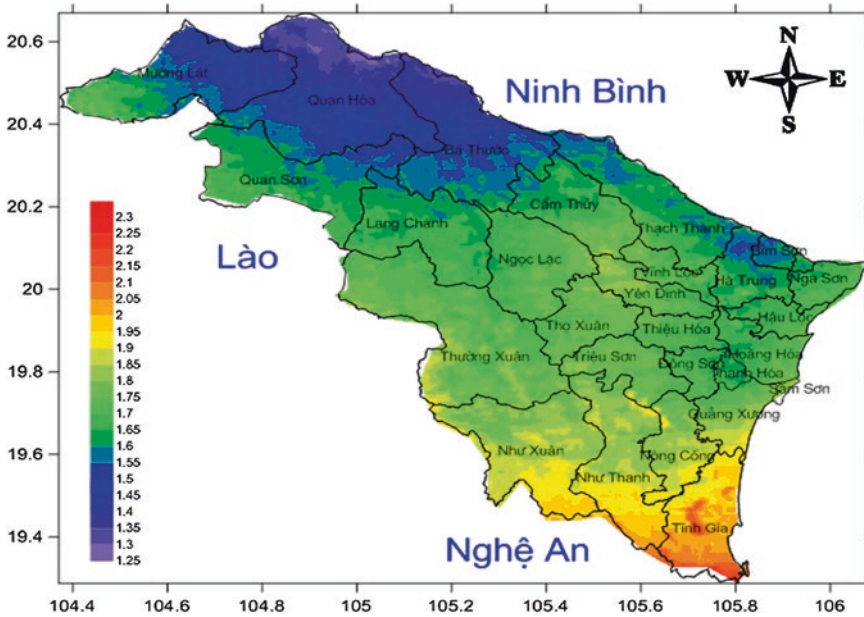 20.6
20.4
20.2
20
19.8
19.6
19.4
104.4 104.6 104.8 105 105.2 105.4 105.6 105.8 106
N
W E
S
Ninh Bình
Lào
Nghệ An
2.3
2.25
2.2
2.15
2.1
2.05
2
1.95
1.9
1.85
1.8
1.75
1.7
1.65
1.6
1.55
1.5
1.45
1.4
1.35
1.3
1.25
Mường Lát
Quan Hóa
Bá Thước
Quan Sơn
Cẩm Thủy
Lang Chánh
Thạch Thành
Bỉm Sơn
Ngọc Lặc
Vĩnh Lộc
Hà Trung
Nga Sơn
Yên Định
Hậu Lộc
Thọ Xuân
Thiệu Hóa
Thường Xuân
Triệu Sơn
Đông Sơn
Hoằng Hóa
Thanh Hóa
Sầm Sơn
Quảng Xương
Như Xuân
Nông Cống
Như Thanh
Tĩnh Gia